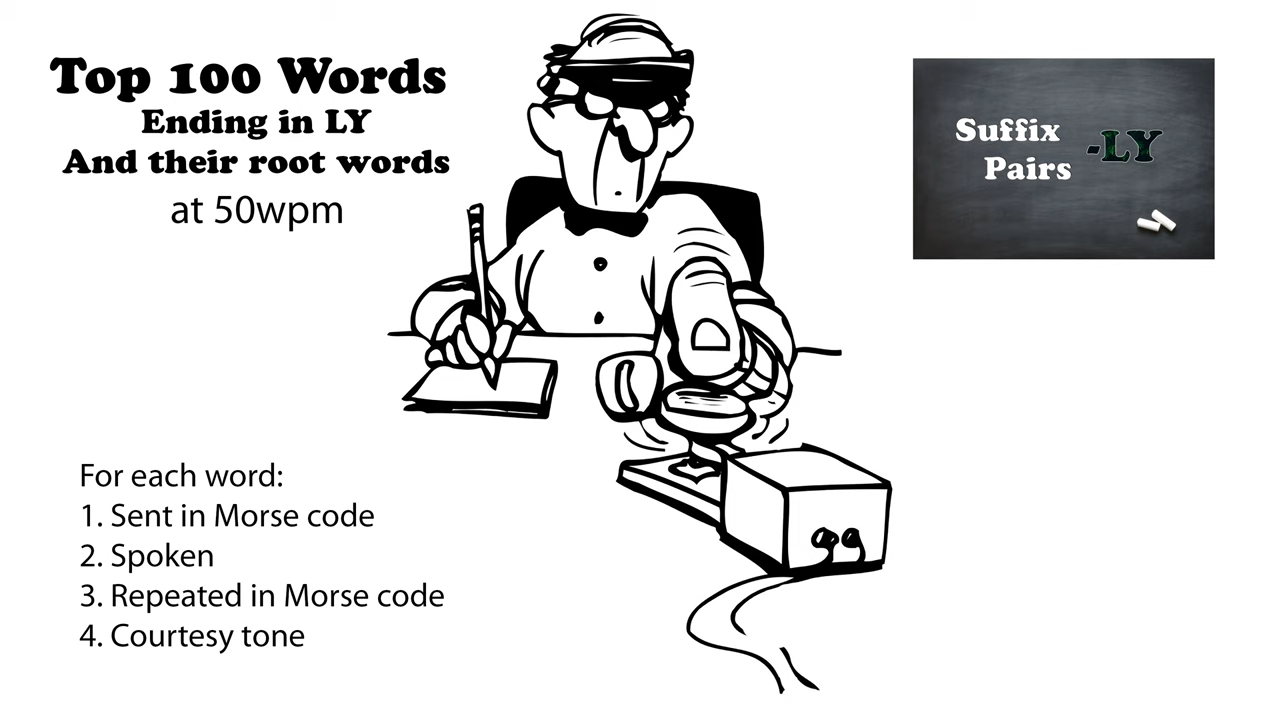 Top 100 Words
Ending in LY
And their root words
at 50wpm
Suffix
Pairs -LY
For each word:
1. Sent in Morse code
2. Spoken
3. Repeated in Morse code
4. Courtesy tone